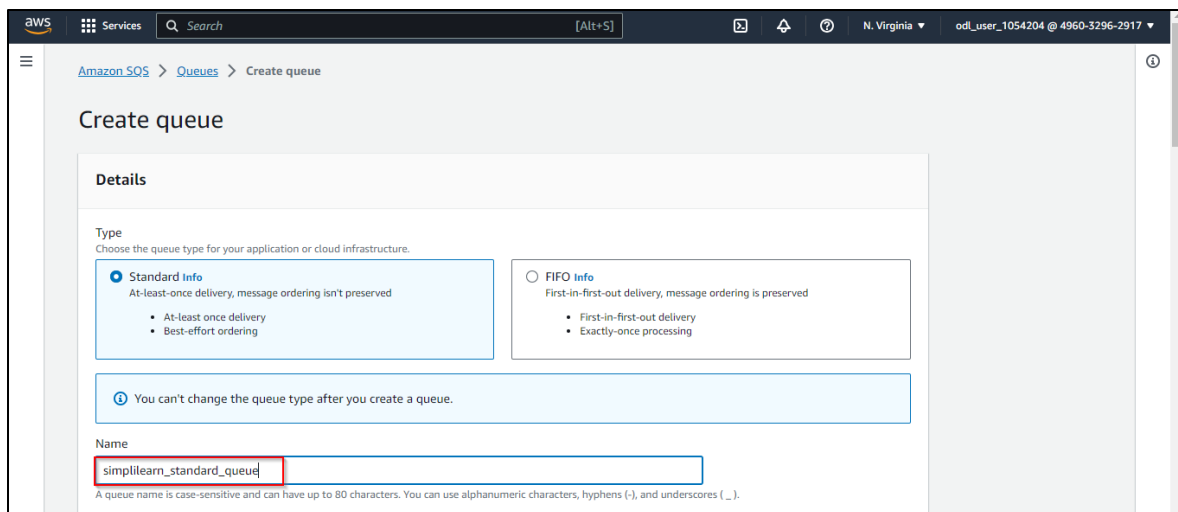 aws
Services
Search [Alt+S]
N. Virginia ▼
odl_user_1054204 @ 4960-3296-2917 ▼
Amazon SQS > Queues > Create queue
Create queue
Details
Type
Choose the queue type for your application or cloud infrastructure.
Standard Info
At-least-once delivery, message ordering isn't preserved
• At-least once delivery
• Best-effort ordering
FIFO Info
First-in-first-out delivery, message ordering is preserved
• First-in-first-out delivery
• Exactly-once processing
You can't change the queue type after you create a queue.
Name
simplilearn_standard_queue
A queue name is case-sensitive and can have up to 80 characters. You can use alphanumeric characters, hyphens (-), and underscores ( _ ).